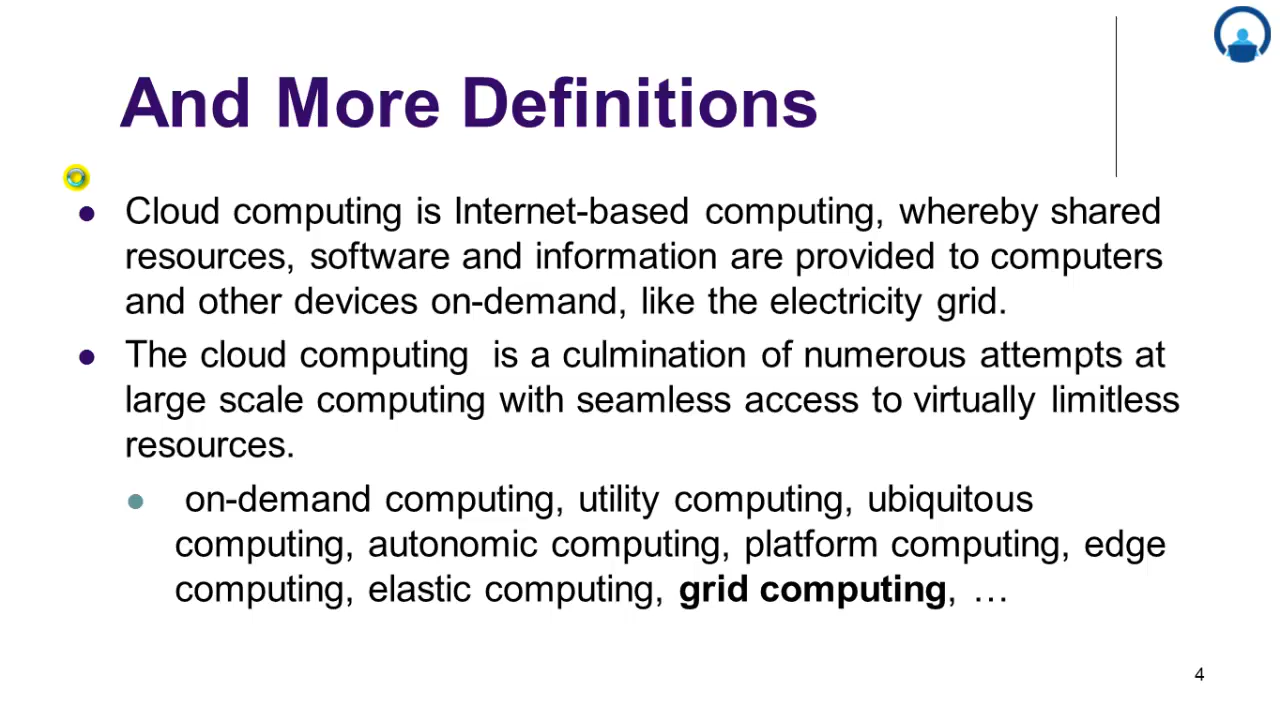 And More Definitions
Cloud computing is Internet-based computing, whereby shared
resources, software and information are provided to computers
and other devices on-demand, like the electricity grid.
The cloud computing  is a culmination of numerous attempts at
large scale computing with seamless access to virtually limitless
resources.
on-demand computing, utility computing, ubiquitous
computing, autonomic computing, platform computing, edge
computing, elastic computing, grid computing, …
4